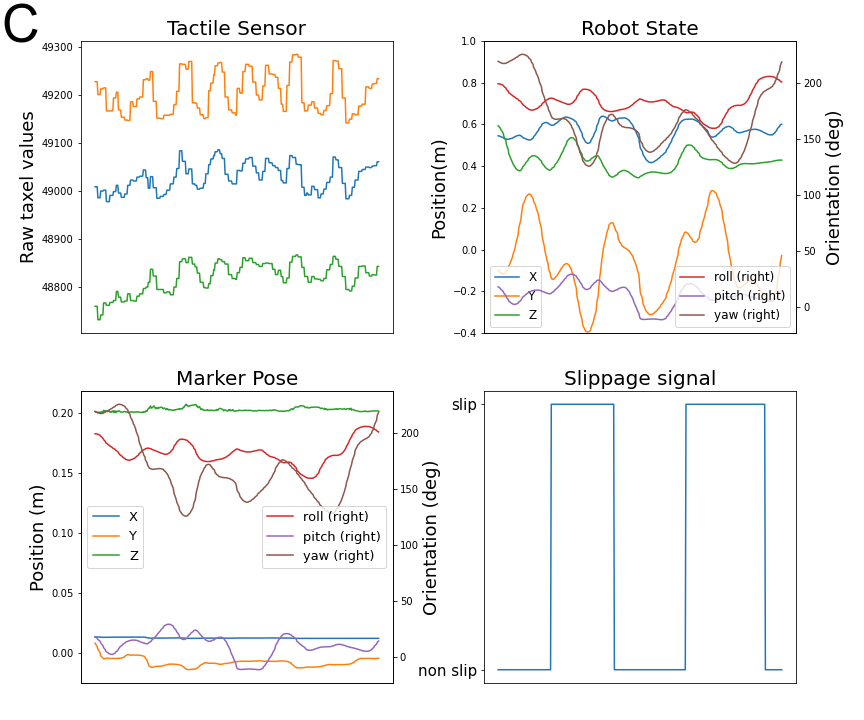 C
Tactile Sensor
Raw taxel values
49300
49200
49100
49000
48900
48800
Robot State
Position(m)
1.0
0.8
0.6
0.4
0.2
0.0
−0.2
−0.4
X
Y
Z
roll (right)
pitch (right)
yaw (right)
200
150
100
50
0
Orientation (deg)
Marker Pose
Position (m)
0.20
0.15
0.10
0.05
0.00
X
Y
Z
roll (right)
pitch (right)
yaw (right)
200
150
100
50
0
Orientation (deg)
Slippage signal
slip
non slip